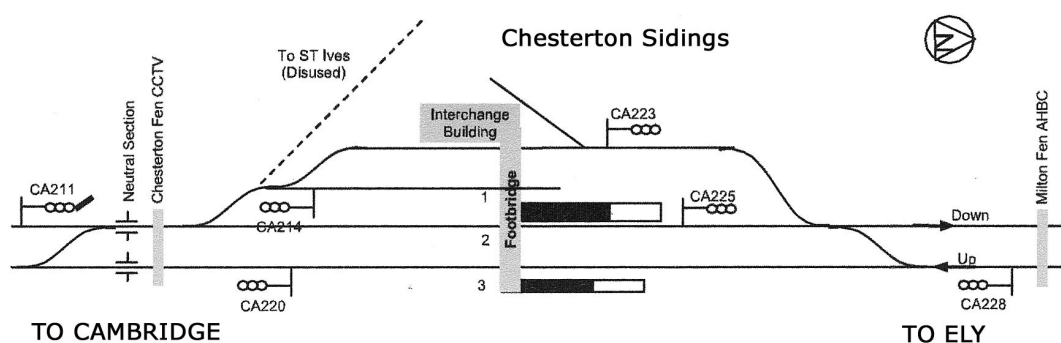 Chesterton Sidings
N
To ST Ives
(Disused)
Neutral Section
Chesterton Fen CCTV
Interchange
Building
CA223
Milton Fen AHBC
CA211
Footbridge
1
CA225
CA214
Down
2
Up
3
CA220
CA228
TO CAMBRIDGE
TO ELY